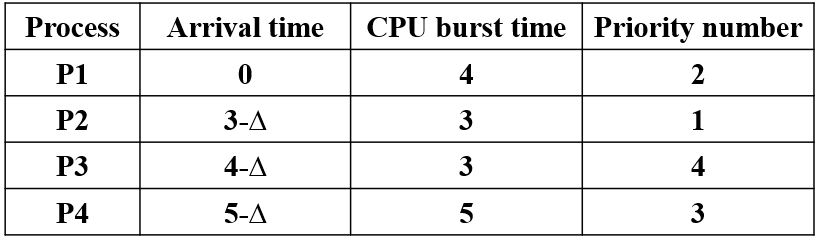 Process Arrival time CPU burst time Priority number
P1 0 4 2
P2 3-Δ 3 1
P3 4-Δ 3 4
P4 5-Δ 5 3